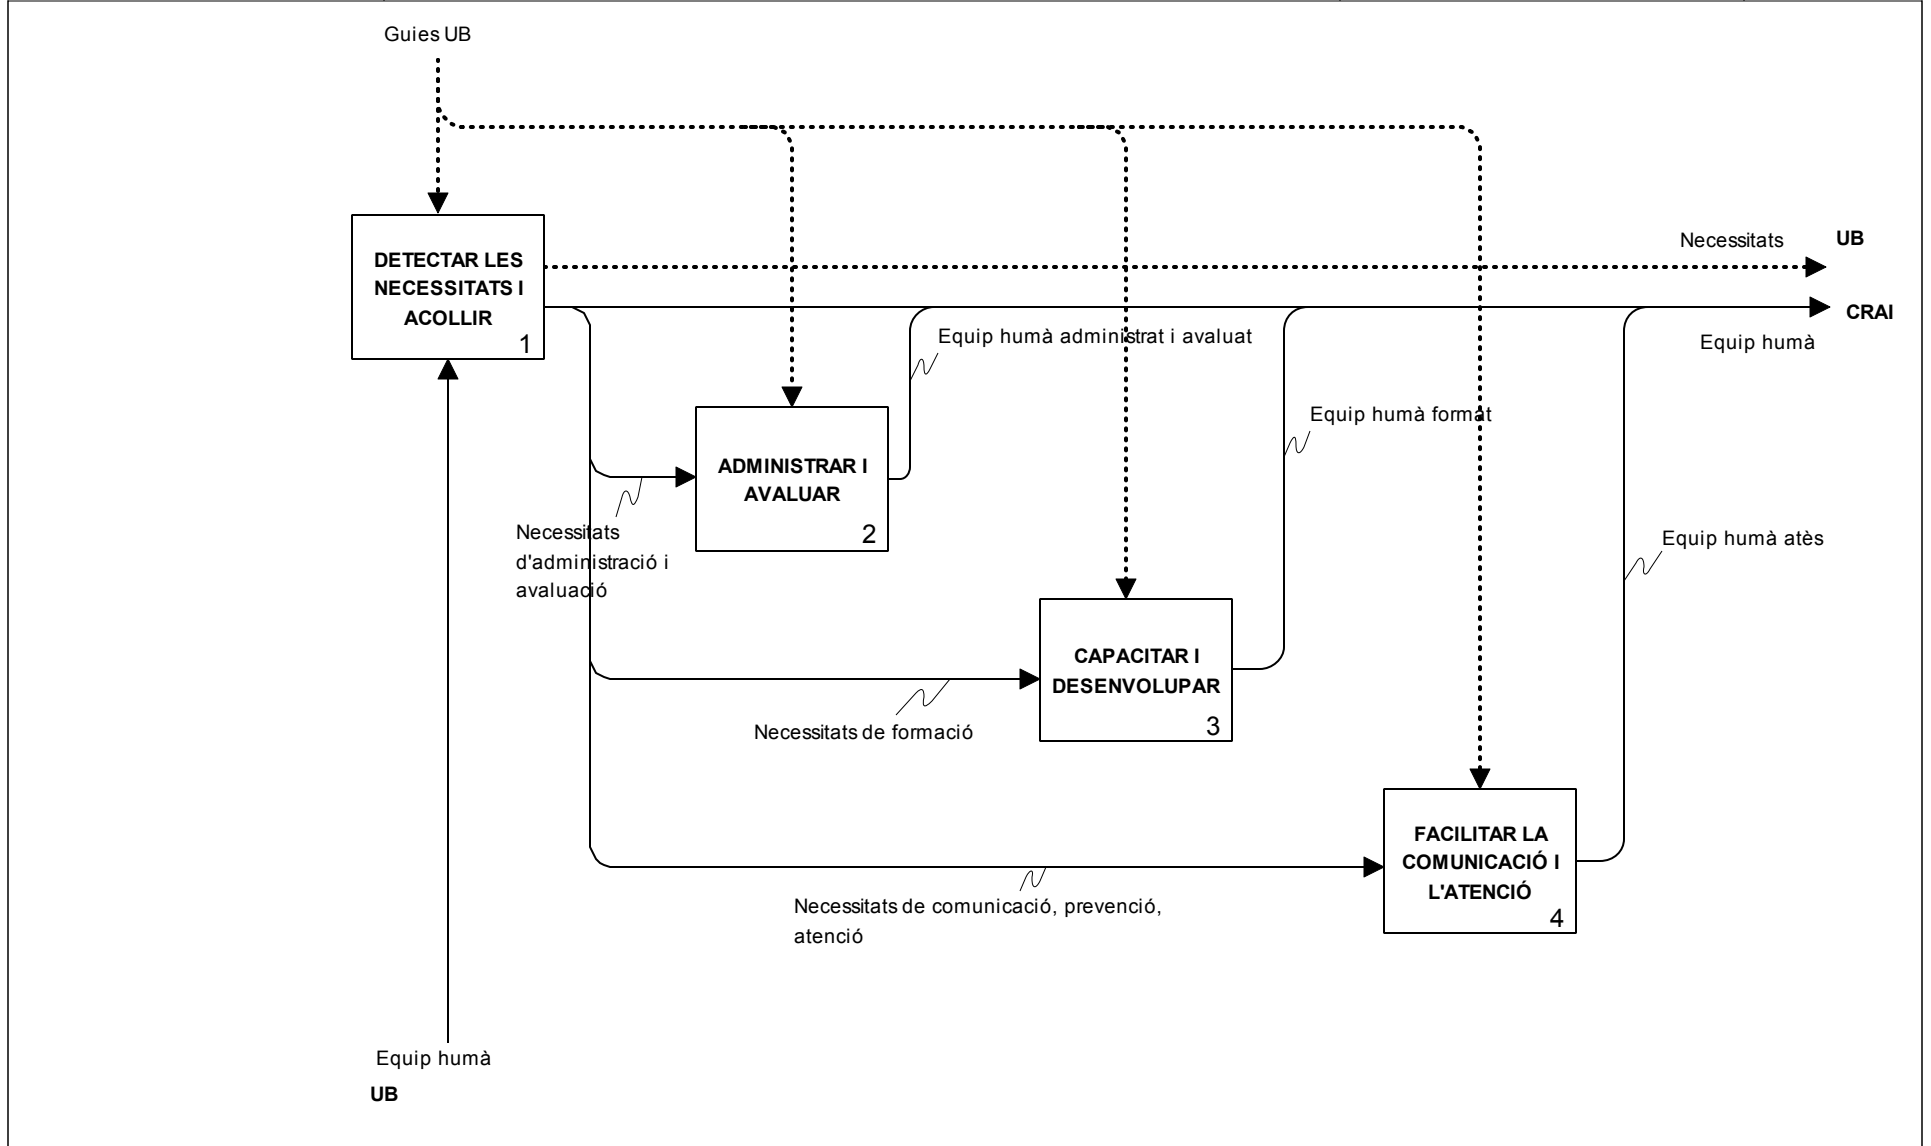 Guies UB
DETECTAR LES
NECESSITATS I
ACOLLIR
1
Necessitats
UB
CRAI
Equip humà
Equip humà administrat i avaluat
Equip humà format
ADMINISTRAR I
AVALUAR
2
Necessitats
d'administració i
avaluació
Equip humà atès
CAPACITAR I
DESENVOLUPAR
3
Necessitats de formació
FACILITAR LA
COMUNICACIÓ I
L'ATENCIÓ
4
Necessitats de comunicació, prevenció,
atenció
Equip humà
UB